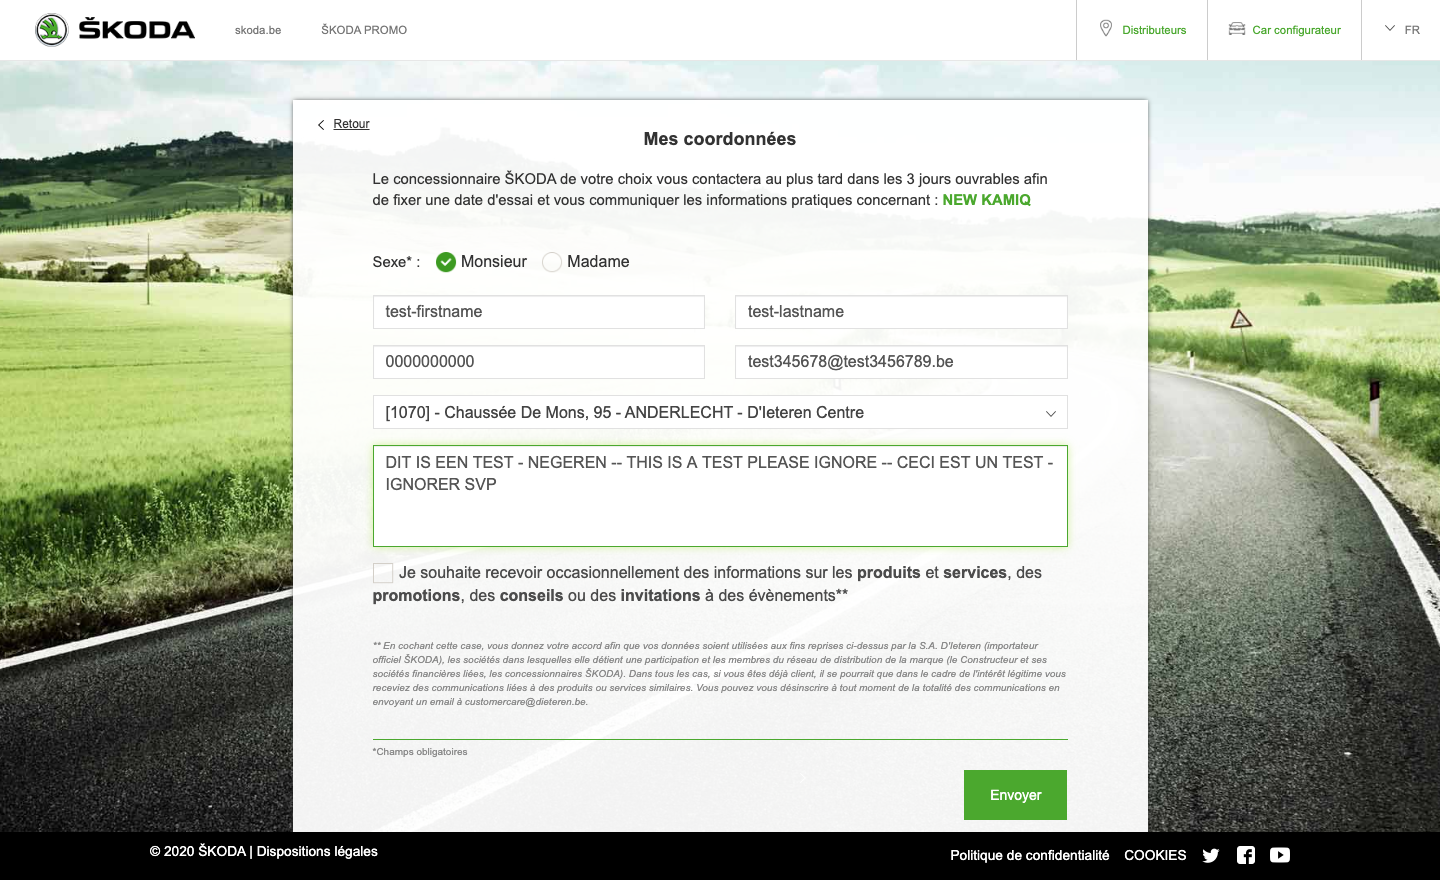 ŠKODA
skoda.be
ŠKODA PROMO
Distributeurs
Car configurateur
FR
Retour
Mes coordonnées
Le concessionnaire ŠKODA de votre choix vous contactera au plus tard dans les 3 jours ouvrables afin
de fixer une date d'essai et vous communiquer les informations pratiques concernant : NEW KAMIQ
Sexe* :
Monsieur
Madame
test-firstname
test-lastname
0000000000
test345678@test3456789.be
[1070] - Chaussée De Mons, 95 - ANDERLECHT - D'Ieteren Centre
DIT IS EEN TEST - NEGEREN -- THIS IS A TEST PLEASE IGNORE -- CECI EST UN TEST -
IGNORER SVP
Je souhaite recevoir occasionnellement des informations sur les produits et services, des
promotions, des conseils ou des invitations à des évènements**
** En cochant cette case, vous donnez votre accord afin que vos données soient utilisées aux fins reprises ci-dessus par la S.A. D'Ieteren (importateur
officiel ŠKODA), les sociétés dans lesquelles elle détient une participation et les membres du réseau de distribution de la marque (le Constructeur et ses
sociétés financières liées, les concessionnaires ŠKODA). Dans tous les cas, si vous êtes déjà client, il se pourrait que dans le cadre de l'intérêt légitime vous
receviez des communications liées à des produits ou services similaires. Vous pouvez vous désinscrire à tout moment de la totalité des communications en
envoyant un email à customercare@dieteren.be.
*Champs obligatoires
Envoyer
© 2020 ŠKODA | Dispositions légales
Politique de confidentialité
COOKIES